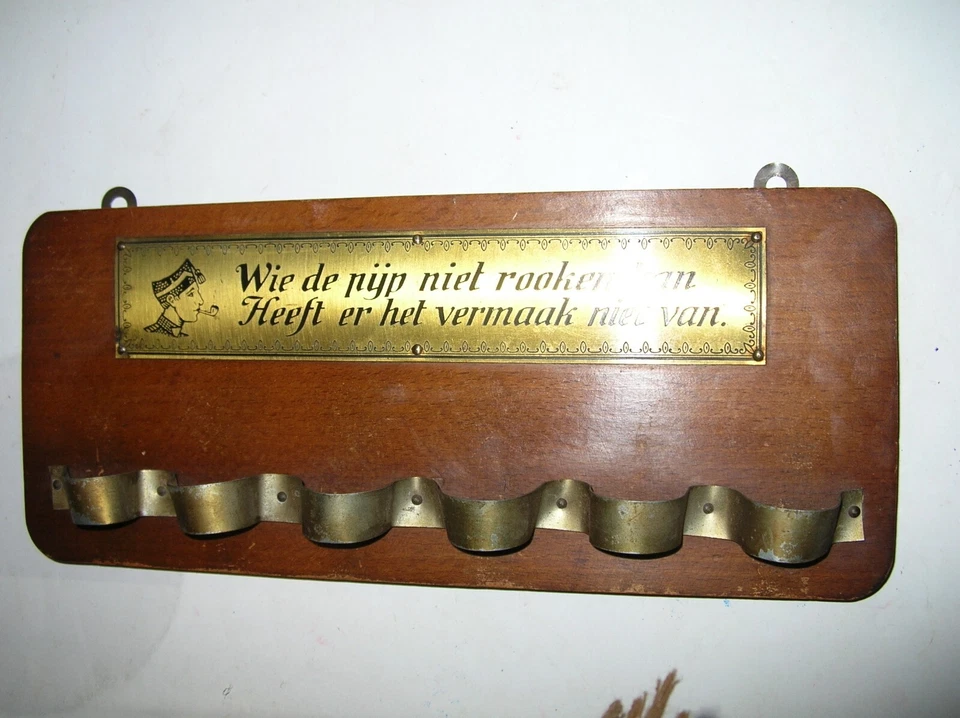 Wie de pijp niet rooken kan
Heeft er het vermaak niet van.